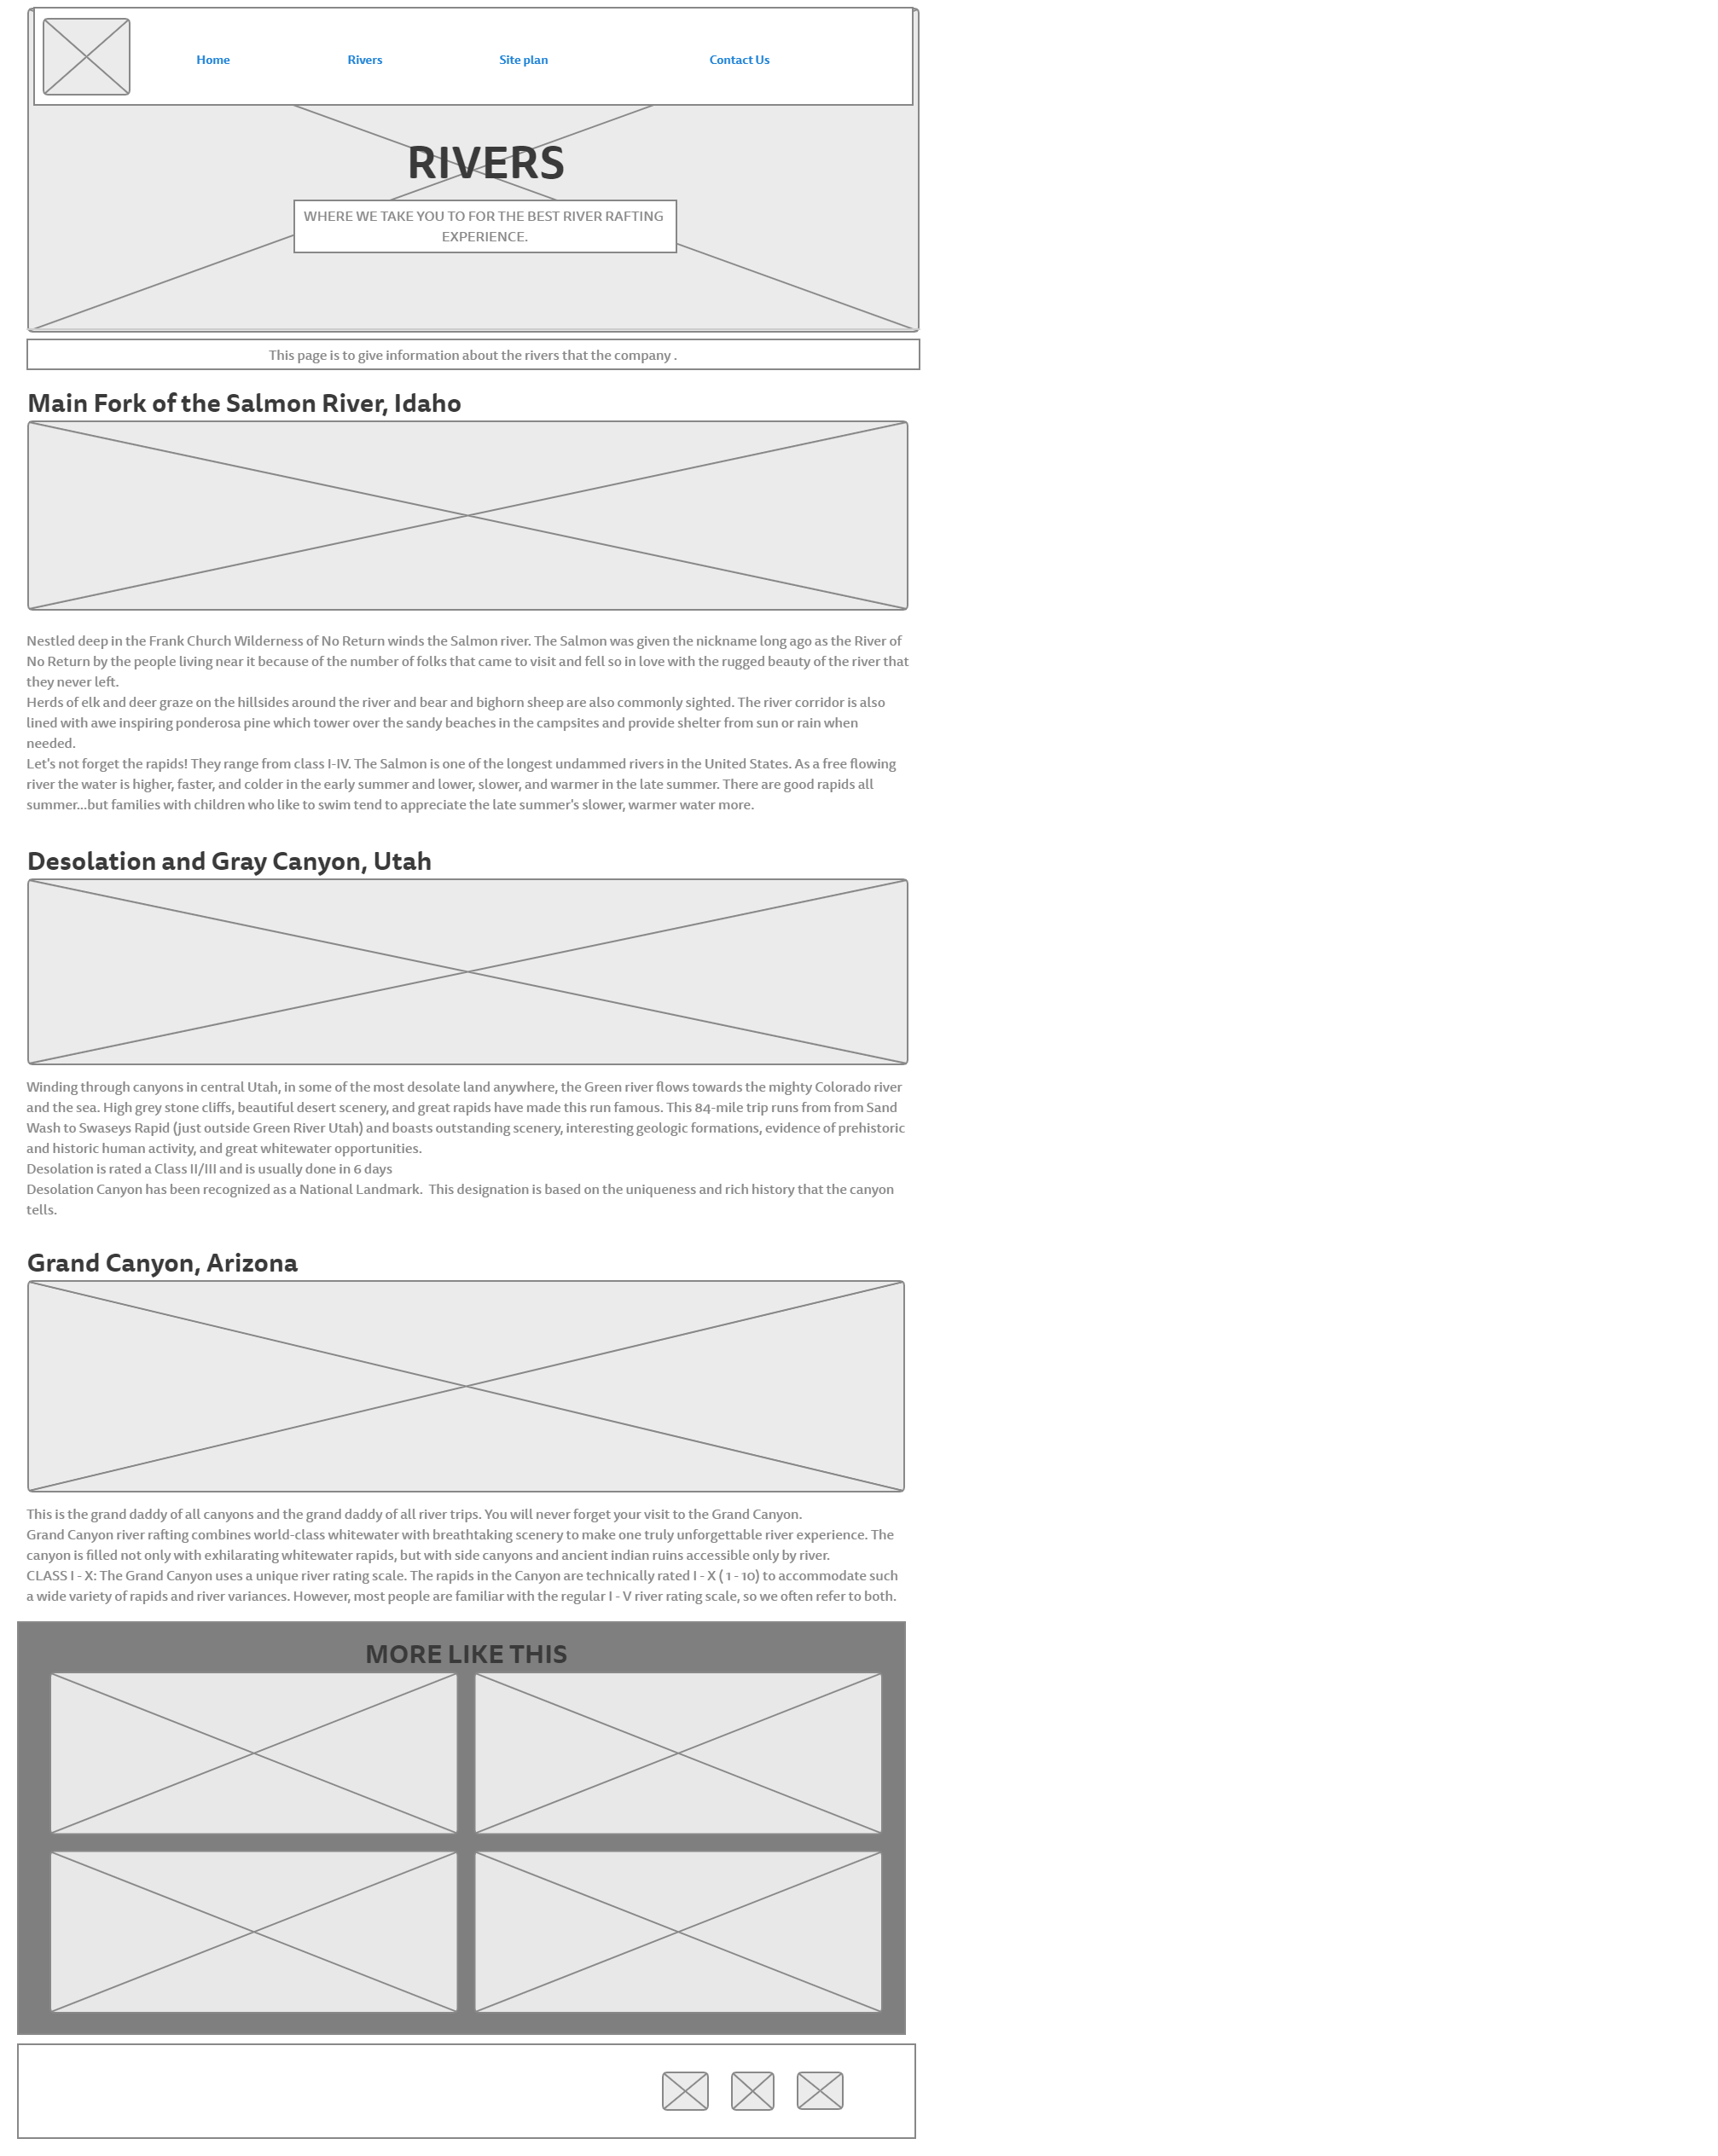 Home Rivers Site plan Contact Us
RIVERS
WHERE WE TAKE YOU TO FOR THE BEST RIVER RAFTING
EXPERIENCE.
This page is to give information about the rivers that the company .
Main Fork of the Salmon River, Idaho
Nestled deep in the Frank Church Wilderness of No Return winds the Salmon river. The Salmon was given the nickname long ago as the River of
No Return by the people living near it because of the number of folks that came to visit and fell so in love with the rugged beauty of the river that
they never left.
Herds of elk and deer graze on the hillsides around the river and bear and bighorn sheep are also commonly sighted. The river corridor is also
lined with awe inspiring ponderosa pine which tower over the sandy beaches in the campsites and provide shelter from sun or rain when
needed.
Let's not forget the rapids! They range from class I-IV. The Salmon is one of the longest undammed rivers in the United States. As a free flowing
river the water is higher, faster, and colder in the early summer and lower, slower, and warmer in the late summer. There are good rapids all
summer...but families with children who like to swim tend to appreciate the late summer's slower, warmer water more.
Desolation and Gray Canyon, Utah
Winding through canyons in central Utah, in some of the most desolate land anywhere, the Green river flows towards the mighty Colorado river
and the sea. High grey stone cliffs, beautiful desert scenery, and great rapids have made this run famous. This 84-mile trip runs from from Sand
Wash to Swaseys Rapid (just outside Green River Utah) and boasts outstanding scenery, interesting geologic formations, evidence of prehistoric
and historic human activity, and great whitewater opportunities.
Desolation is rated a Class II/III and is usually done in 6 days
Desolation Canyon has been recognized as a National Landmark.  This designation is based on the uniqueness and rich history that the canyon
tells.
Grand Canyon, Arizona
This is the grand daddy of all canyons and the grand daddy of all river trips. You will never forget your visit to the Grand Canyon.
Grand Canyon river rafting combines world-class whitewater with breathtaking scenery to make one truly unforgettable river experience. The
canyon is filled not only with exhilarating whitewater rapids, but with side canyons and ancient indian ruins accessible only by river.
CLASS I - X: The Grand Canyon uses a unique river rating scale. The rapids in the Canyon are technically rated I - X ( 1 - 10) to accommodate such
a wide variety of rapids and river variances. However, most people are familiar with the regular I - V river rating scale, so we often refer to both.
MORE LIKE THIS